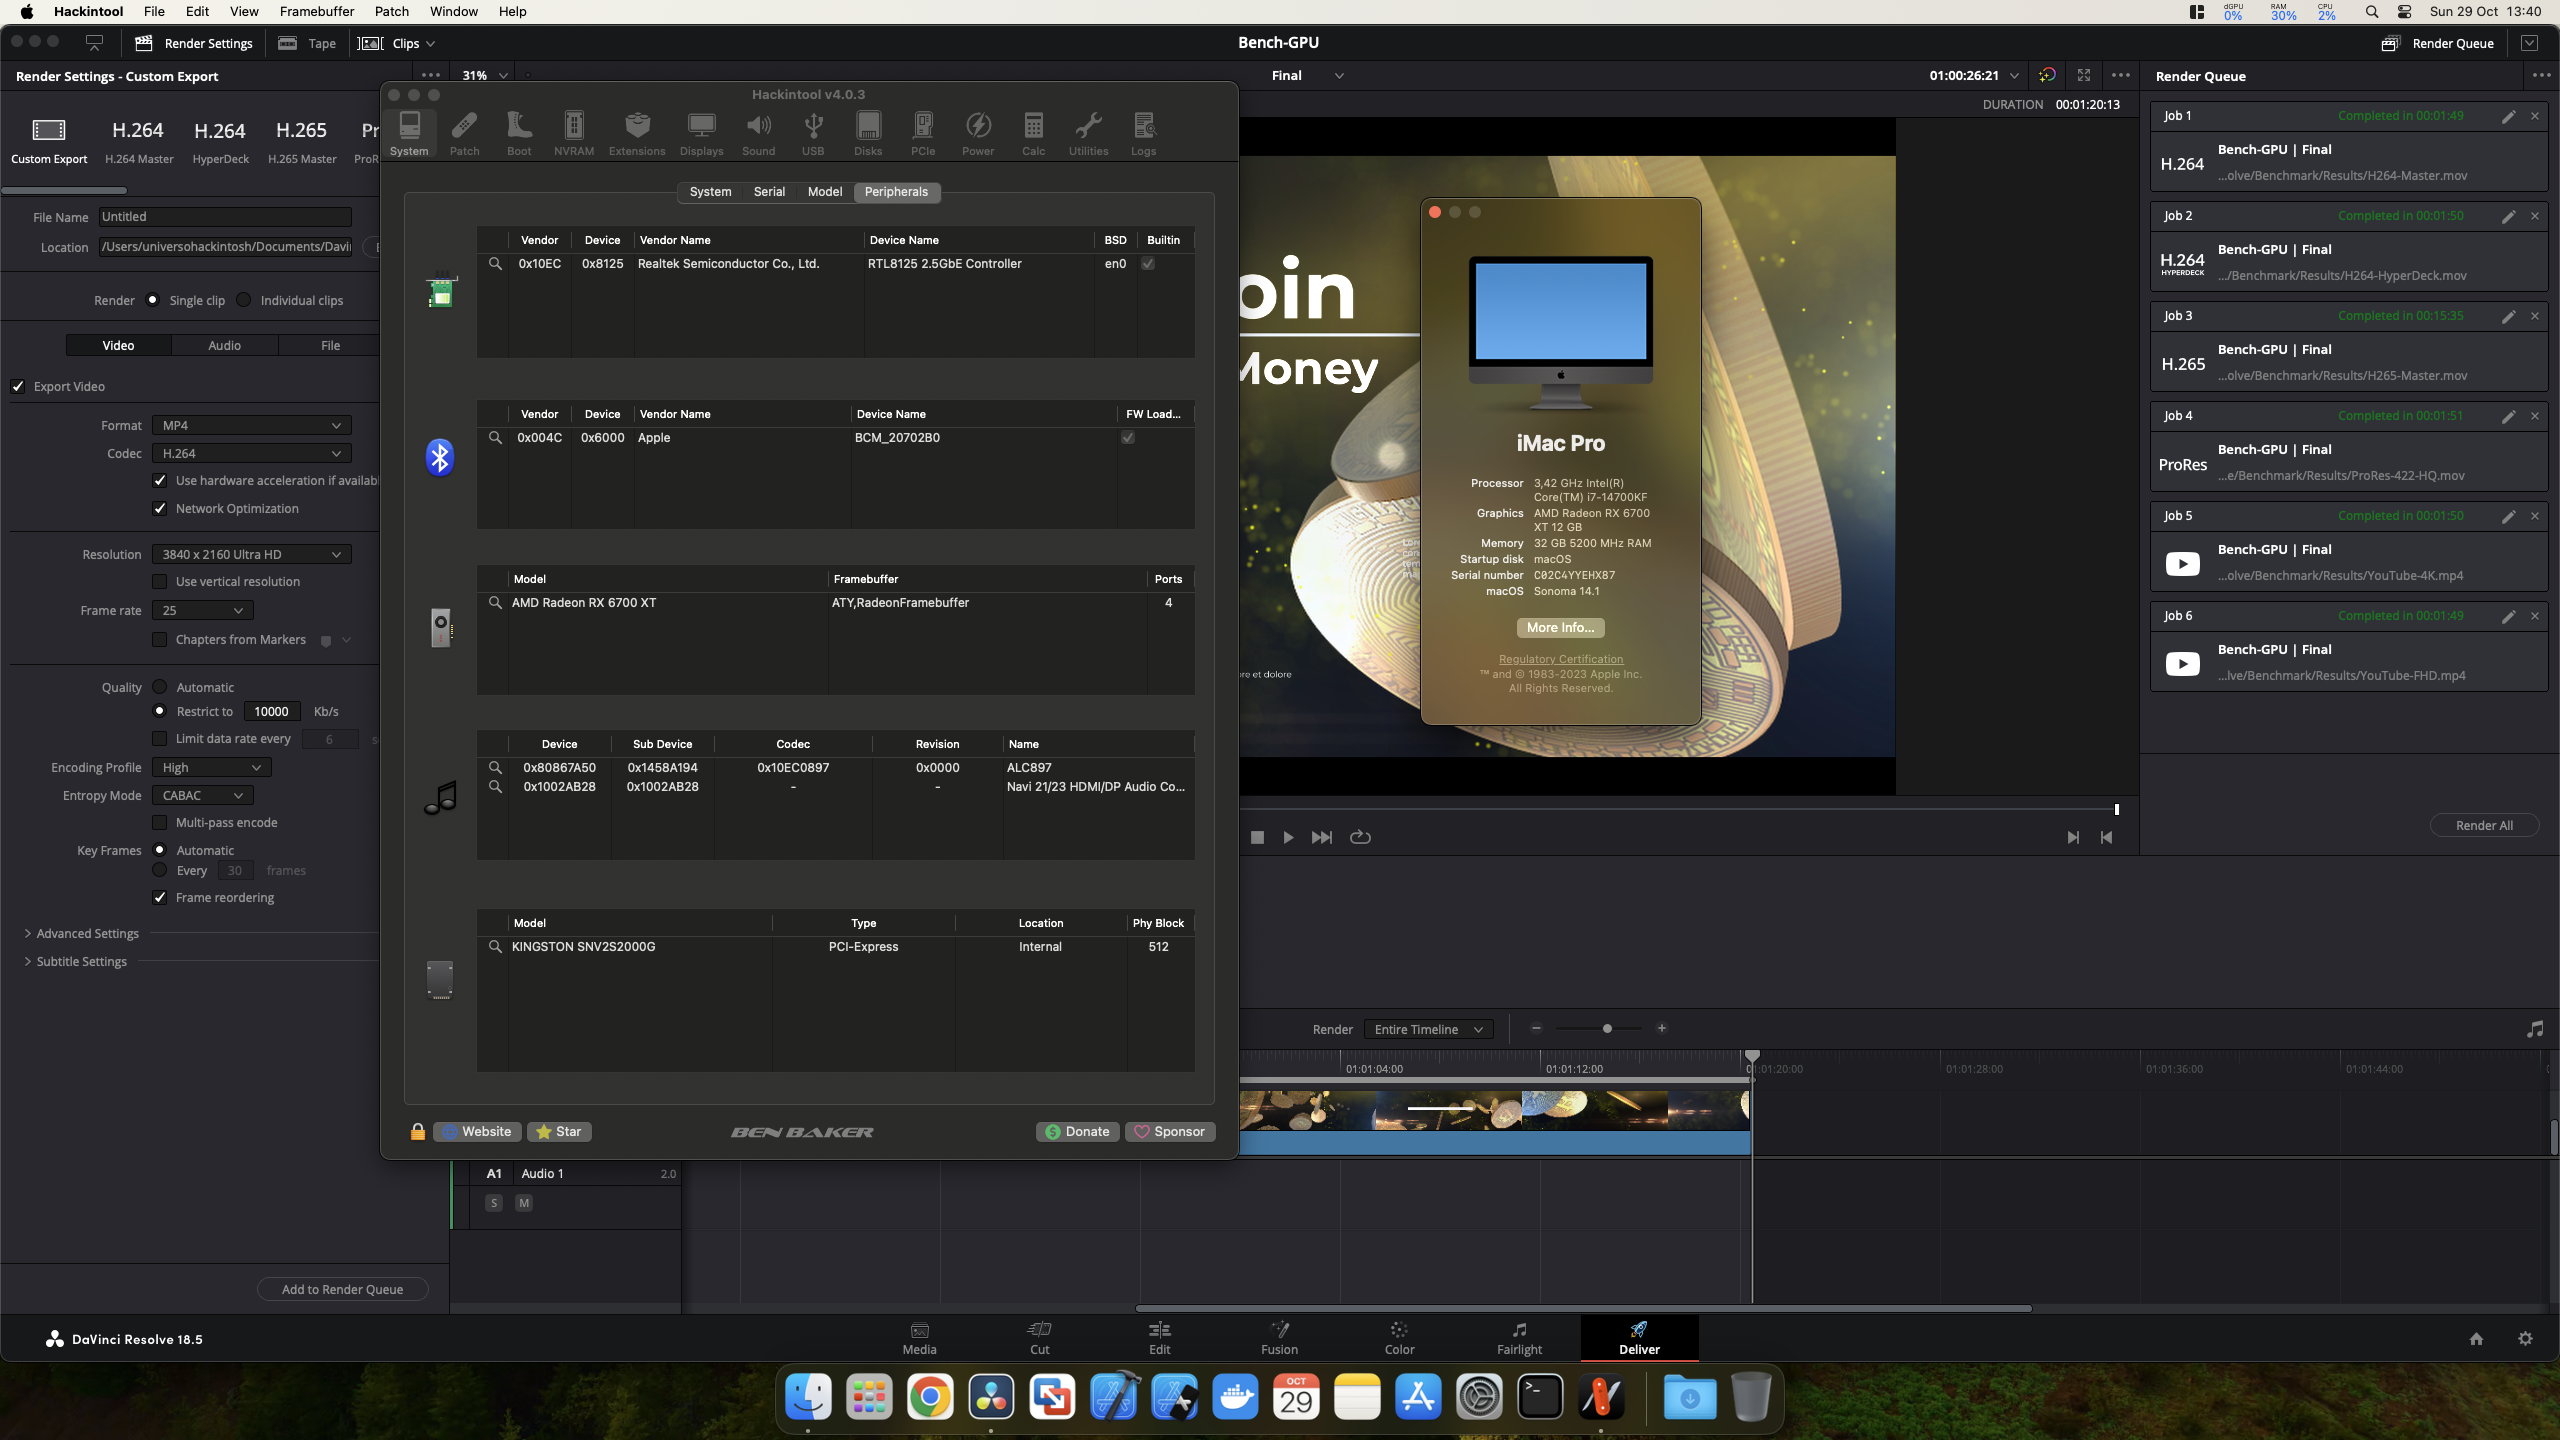 Hackintool File Edit View Framebuffer Patch Window Help
dGPU 0% RAM 30% CPU 2% Sun 29 Oct 13:40
Render Settings Tape Clips Bench-GPU Render Queue
Render Settings - Custom Export 31% Final 01:00:26:21 Render Queue
DURATION 00:01:20:13
H.264 H.264 H.265 Pr
Custom Export H.264 Master HyperDeck H.265 Master ProR
File Name Untitled
Location /Users/universohackintosh/Documents/Davi
Render Single clip Individual clips
Video Audio File
Export Video
Format MP4
Codec H.264
Use hardware acceleration if availabl
Network Optimization
Resolution 3840 x 2160 Ultra HD
Use vertical resolution
Frame rate 25
Chapters from Markers
Quality Automatic
Restrict to 10000 Kb/s
Limit data rate every 6 s
Encoding Profile High
Entropy Mode CABAC
Multi-pass encode
Key Frames Automatic
Every 30 frames
Frame reordering
Advanced Settings
Subtitle Settings
Add to Render Queue
Hackintool v4.0.3
System Patch Boot NVRAM Extensions Displays Sound USB Disks PCIe Power Calc Utilities Logs
System Serial Model Peripherals
Vendor Device Vendor Name Device Name BSD Builtin
0x10EC 0x8125 Realtek Semiconductor Co., Ltd. RTL8125 2.5GbE Controller en0
Vendor Device Vendor Name Device Name FW Load...
0x004C 0x6000 Apple BCM_20702B0
Model Framebuffer Ports
AMD Radeon RX 6700 XT ATY,RadeonFramebuffer 4
Device Sub Device Codec Revision Name
0x80867A50 0x1458A194 0x10EC0897 0x0000 ALC897
0x1002AB28 0x1002AB28 - - Navi 21/23 HDMI/DP Audio Co...
Model Type Location Phy Block
KINGSTON SNV2S2000G PCI-Express Internal 512
Website Star BEN BAKER Donate Sponsor
oin
Money
ore et dolore
iMac Pro
Processor 3,42 GHz Intel(R)
Core(TM) i7-14700KF
Graphics AMD Radeon RX 6700
XT 12 GB
Memory 32 GB 5200 MHz RAM
Startup disk macOS
Serial number C02C4YYEHX87
macOS Sonoma 14.1
More Info...
Regulatory Certification
™ and © 1983-2023 Apple Inc.
All Rights Reserved.
Job 1 Completed in 00:01:49
Bench-GPU | Final
H.264
...olve/Benchmark/Results/H264-Master.mov
Job 2 Completed in 00:01:50
Bench-GPU | Final
H.264
HYPERDECK
.../Benchmark/Results/H264-HyperDeck.mov
Job 3 Completed in 00:15:35
Bench-GPU | Final
H.265
...olve/Benchmark/Results/H265-Master.mov
Job 4 Completed in 00:01:51
Bench-GPU | Final
ProRes
...e/Benchmark/Results/ProRes-422-HQ.mov
Job 5 Completed in 00:01:50
Bench-GPU | Final
...olve/Benchmark/Results/YouTube-4K.mp4
Job 6 Completed in 00:01:49
Bench-GPU | Final
...lve/Benchmark/Results/YouTube-FHD.mp4
Render All
Render Entire Timeline
01:01:04:00 01:01:12:00 01:01:20:00 01:01:28:00 01:01:36:00 01:01:44:00
A1 Audio 1 2.0
S M
DaVinci Resolve 18.5 Media Cut Edit Fusion Color Fairlight Deliver
OCT
29